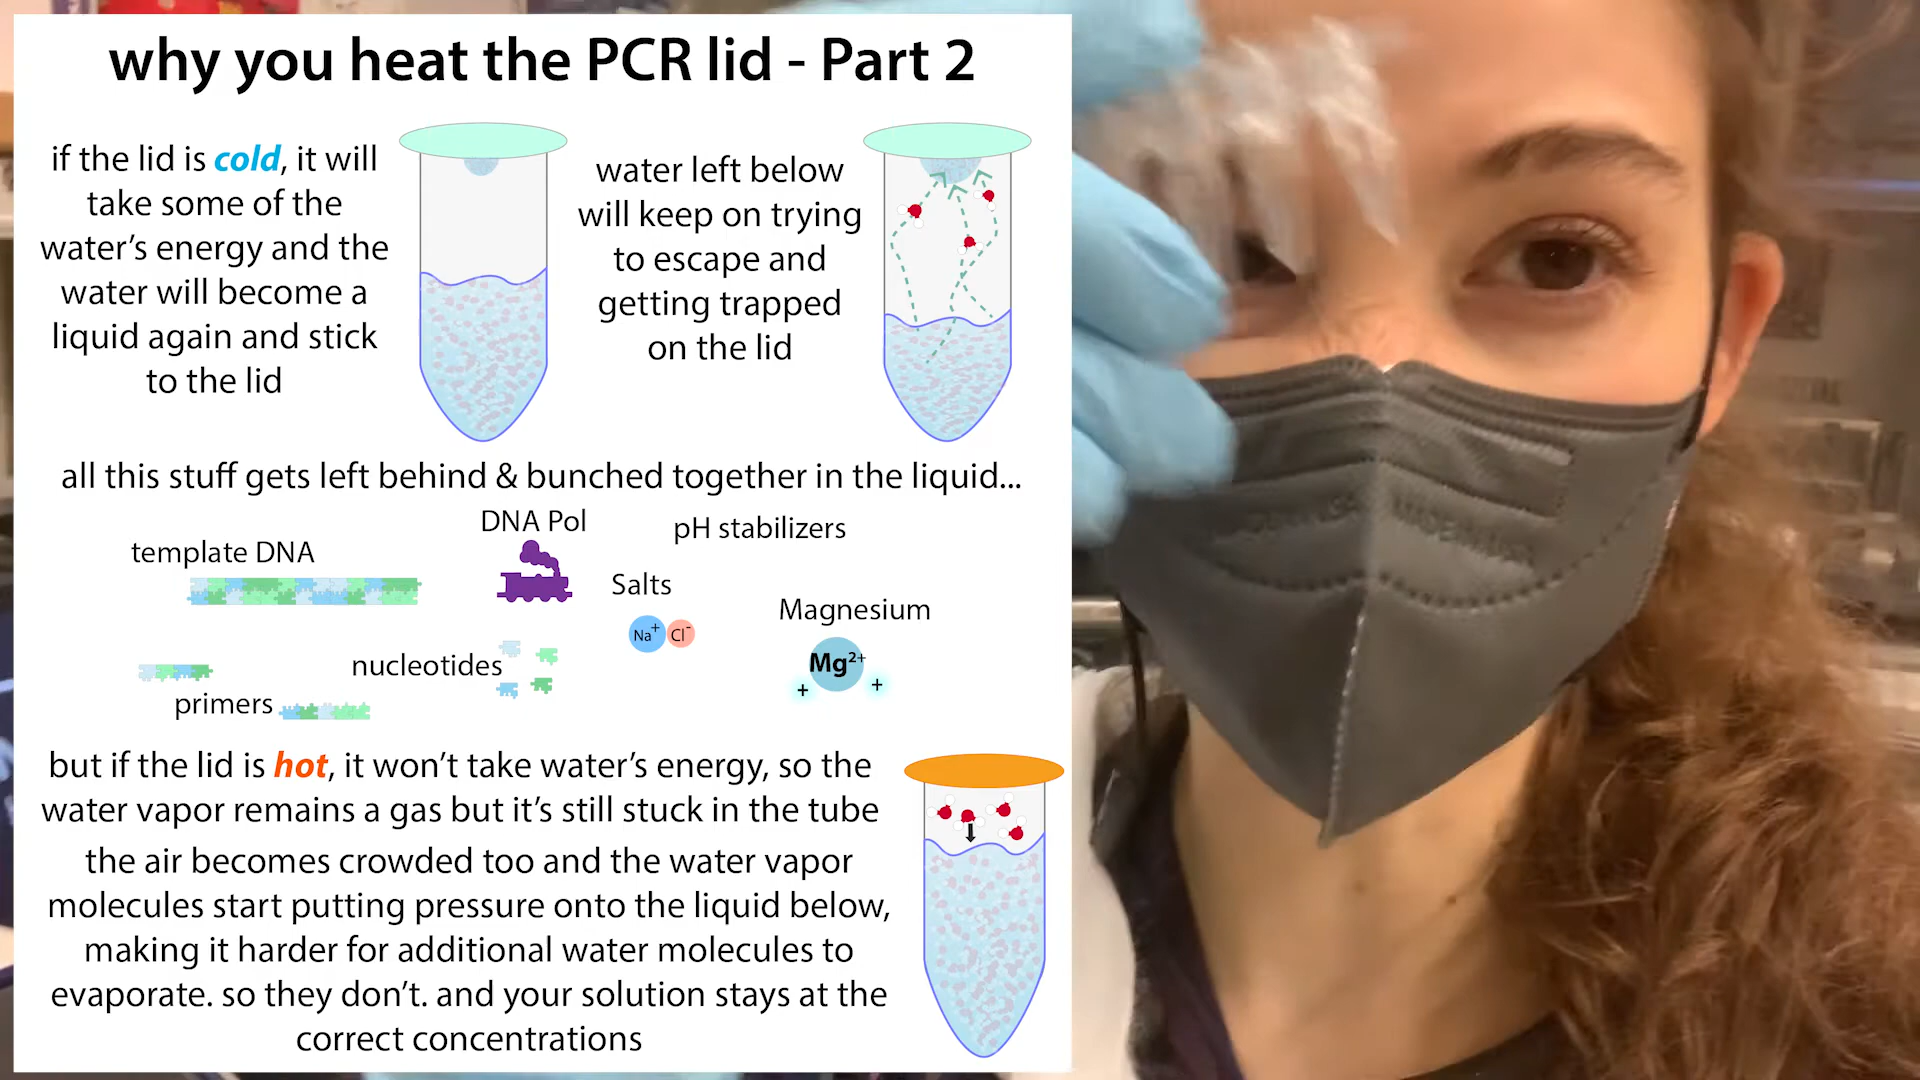 why you heat the PCR lid - Part 2
if the lid is cold, it will
take some of the
water's energy and the
water will become a
liquid again and stick
to the lid
water left below
will keep on trying
to escape and
getting trapped
on the lid
all this stuff gets left behind & bunched together in the liquid...
template DNA
DNA Pol
pH stabilizers
Salts
Na+ Cl-
Magnesium
Mg2+
+ +
nucleotides
primers
but if the lid is hot, it won't take water's energy, so the
water vapor remains a gas but it's still stuck in the tube
the air becomes crowded too and the water vapor
molecules start putting pressure onto the liquid below,
making it harder for additional water molecules to
evaporate. so they don't. and your solution stays at the
correct concentrations